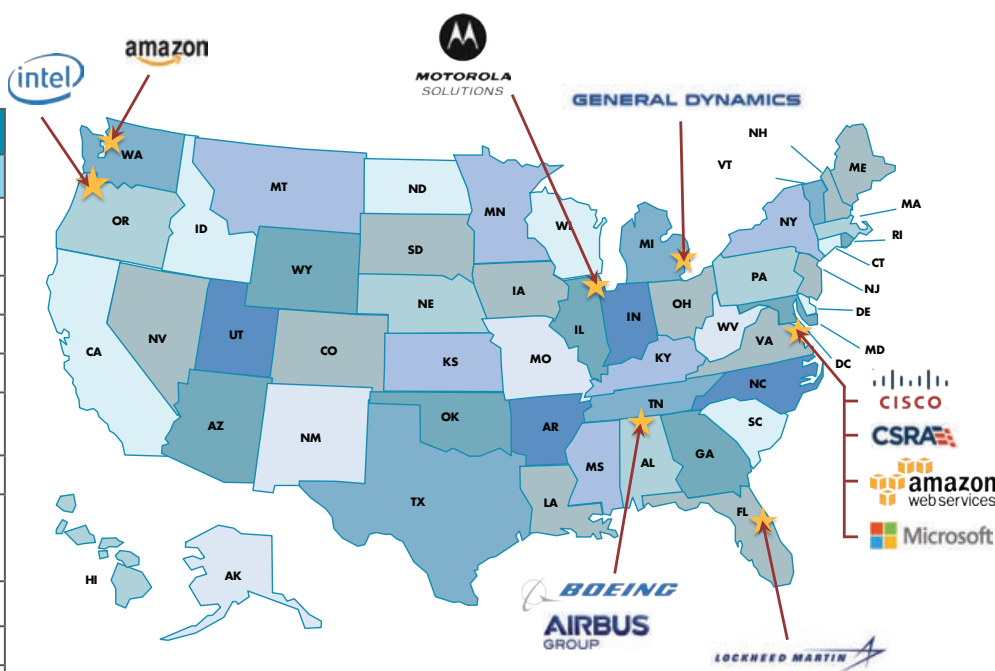 intel
amazon
MOTOROLA
SOLUTIONS
GENERAL DYNAMICS
NH
VT
ME
MA
RI
CT
NJ
DE
MD
DC
WA
OR
ID
MT
ND
MN
WI
MI
NY
PA
SD
WY
NE
IA
IL
IN
OH
WV
VA
KY
CA
NV
UT
CO
KS
MO
NC
TN
SC
AZ
NM
OK
AR
MS
AL
GA
TX
LA
FL
HI
AK
CISCO
CSRA
amazon
webservices
Microsoft
BOEING
AIRBUS
GROUP
LOCKHEED MARTIN